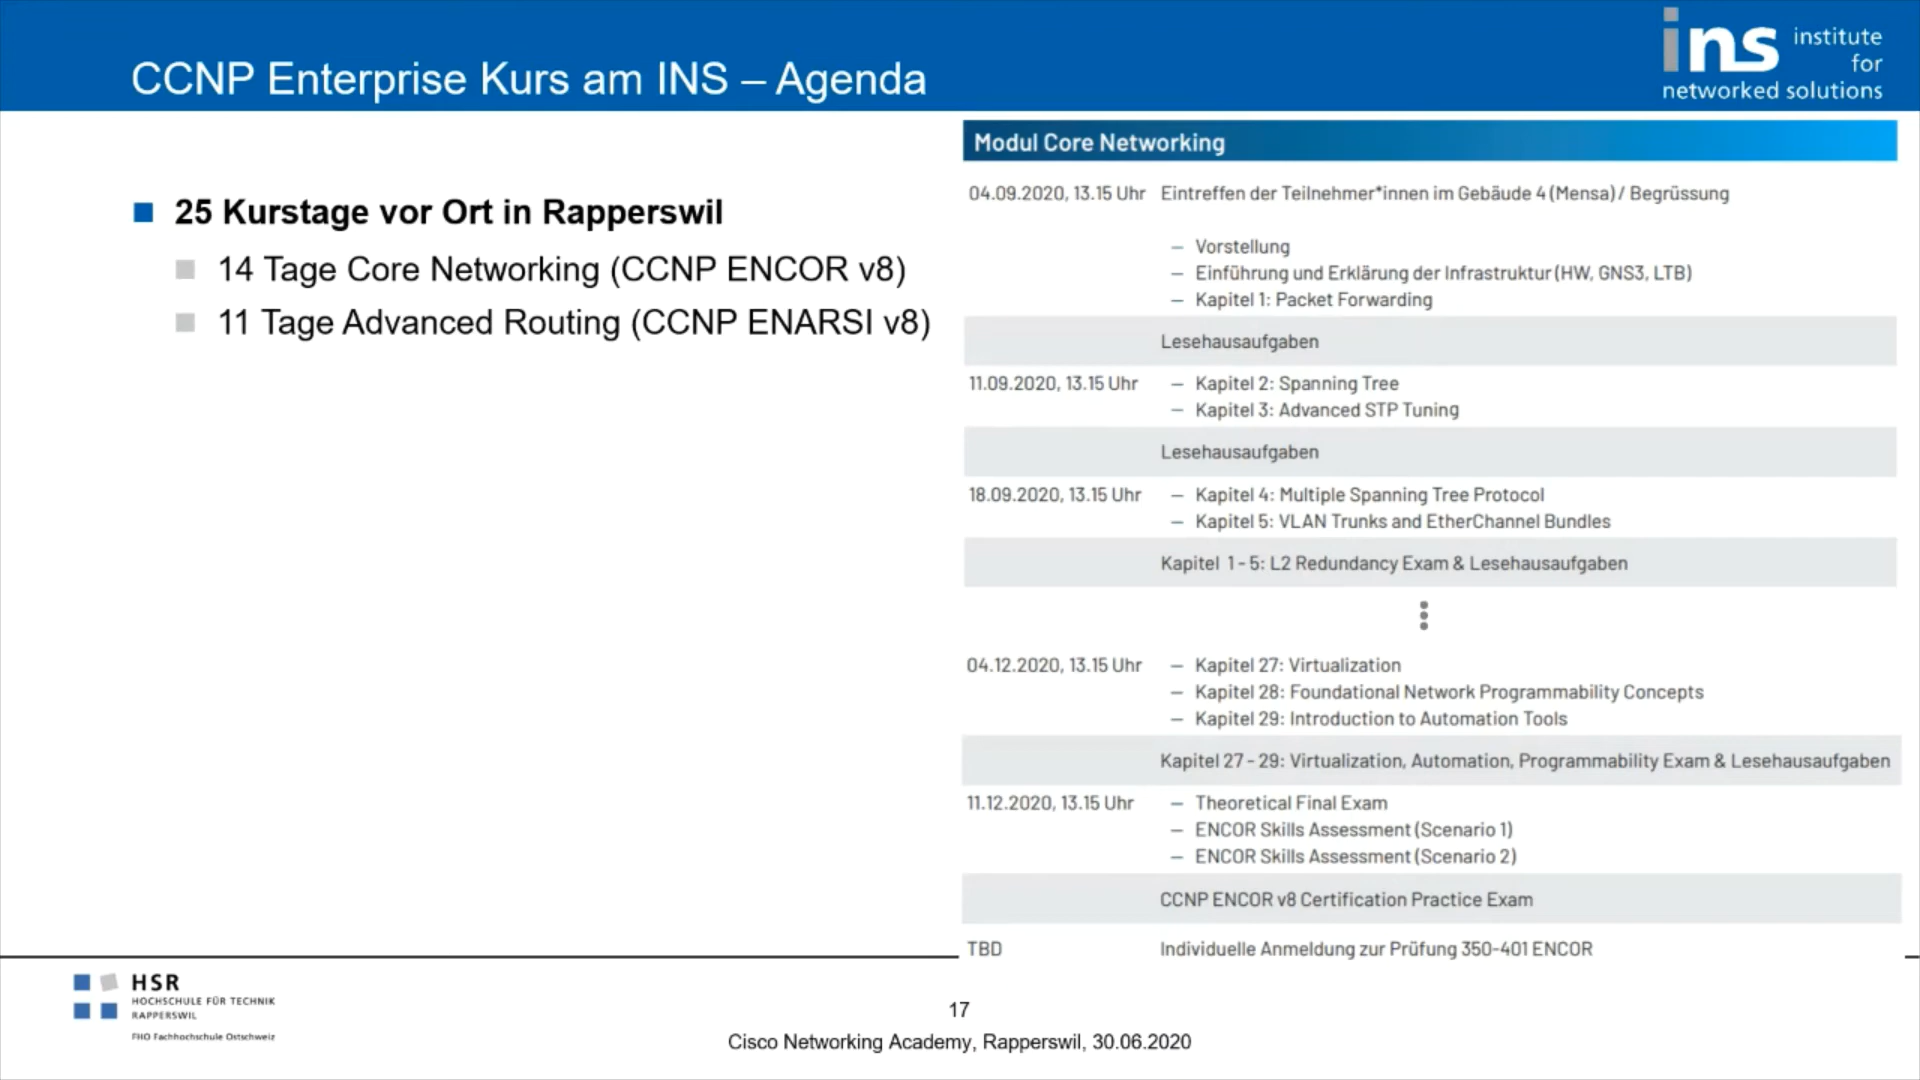 CCNP Enterprise Kurs am INS – Agenda
ins institute
for
networked solutions
25 Kurstage vor Ort in Rapperswil
14 Tage Core Networking (CCNP ENCOR v8)
11 Tage Advanced Routing (CCNP ENARSI v8)
Modul Core Networking
04.09.2020, 13.15 Uhr Eintreffen der Teilnehmer*innen im Gebäude 4 (Mensa) / Begrüssung
– Vorstellung
– Einführung und Erklärung der Infrastruktur (HW, GNS3, LTB)
– Kapitel 1: Packet Forwarding
Lesehausaufgaben
11.09.2020, 13.15 Uhr – Kapitel 2: Spanning Tree
– Kapitel 3: Advanced STP Tuning
Lesehausaufgaben
18.09.2020, 13.15 Uhr – Kapitel 4: Multiple Spanning Tree Protocol
– Kapitel 5: VLAN Trunks and EtherChannel Bundles
Kapitel 1 - 5: L2 Redundancy Exam & Lesehausaufgaben
04.12.2020, 13.15 Uhr – Kapitel 27: Virtualization
– Kapitel 28: Foundational Network Programmability Concepts
– Kapitel 29: Introduction to Automation Tools
Kapitel 27 - 29: Virtualization, Automation, Programmability Exam & Lesehausaufgaben
11.12.2020, 13.15 Uhr – Theoretical Final Exam
– ENCOR Skills Assessment (Scenario 1)
– ENCOR Skills Assessment (Scenario 2)
CCNP ENCOR v8 Certification Practice Exam
TBD Individuelle Anmeldung zur Prüfung 350-401 ENCOR
HSR
HOCHSCHULE FÜR TECHNIK
RAPPERSWIL
FHO Fachhochschule Ostschweiz
17
Cisco Networking Academy, Rapperswil, 30.06.2020